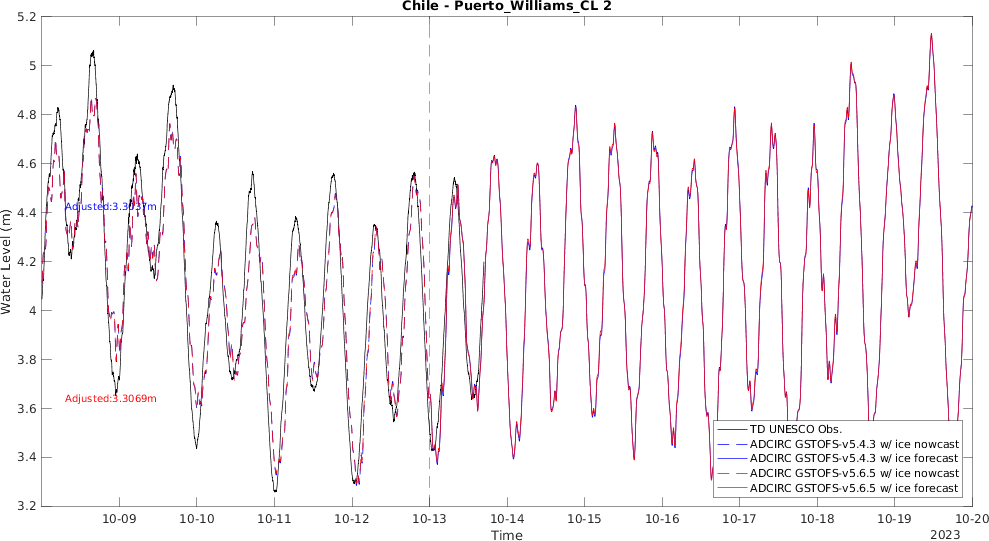 Chile - Puerto_Williams_CL 2
Water Level (m)
5.2
5
4.8
4.6
4.4
4.2
4
3.8
3.6
3.4
3.2
Adjusted:3.3037m
Adjusted:3.3069m
TD UNESCO Obs.
ADCIRC GSTOFS-v5.4.3 w/ ice nowcast
ADCIRC GSTOFS-v5.4.3 w/ ice forecast
ADCIRC GSTOFS-v5.6.5 w/ ice nowcast
ADCIRC GSTOFS-v5.6.5 w/ ice forecast
10-09 10-10 10-11 10-12 10-13 10-14 10-15 10-16 10-17 10-18 10-19 10-20
Time
2023